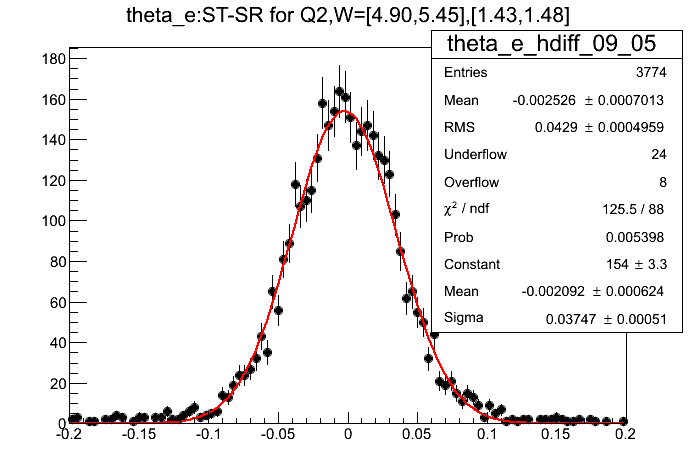 theta_e:ST-SR for Q2,W=[4.90,5.45],[1.43,1.48]
theta_e_hdiff_09_05
Entries 3774
Mean -0.002526 ± 0.0007013
RMS 0.0429 ± 0.0004959
Underflow 24
Overflow 8
χ² / ndf 125.5 / 88
Prob 0.005398
Constant 154 ± 3.3
Mean -0.002092 ± 0.000624
Sigma 0.03747 ± 0.00051
180
160
140
120
100
80
60
40
20
0
-0.2 -0.15 -0.1 -0.05 0 0.05 0.1 0.15 0.2